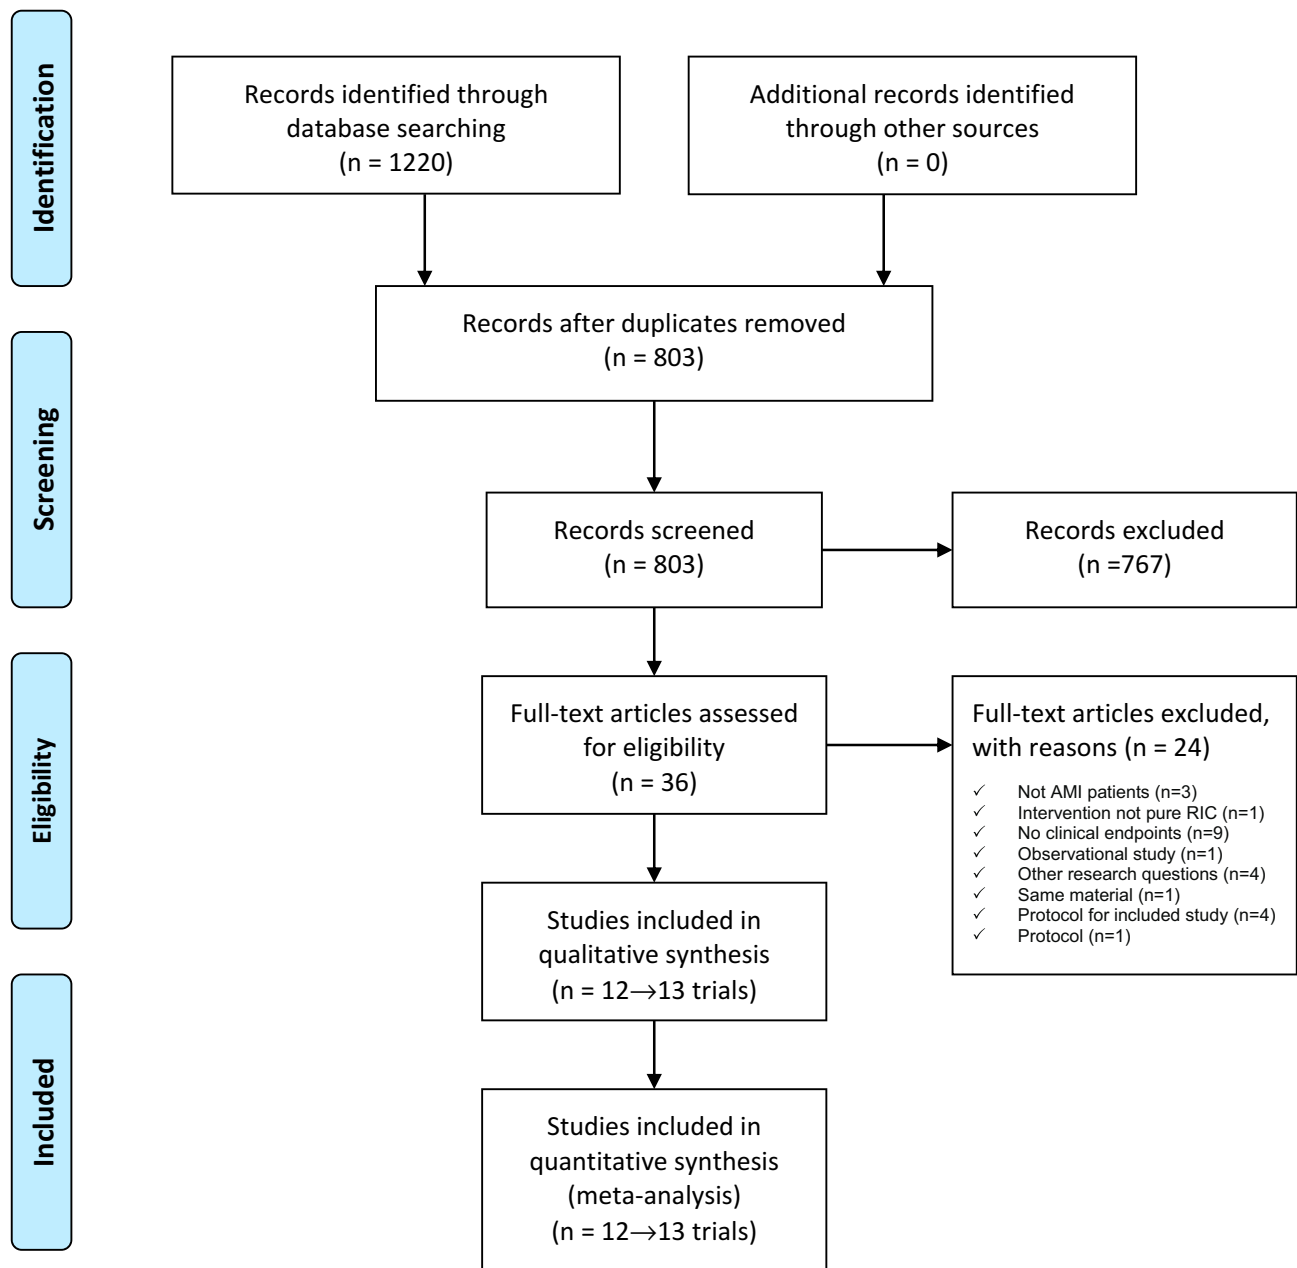 Identification
Records identified through
database searching
(n = 1220)
Additional records identified
through other sources
(n = 0)
Records after duplicates removed
(n = 803)
Screening
Records screened
(n = 803)
Records excluded
(n =767)
Eligibility
Full-text articles assessed
for eligibility
(n = 36)
Full-text articles excluded,
with reasons (n = 24)
✓ Not AMI patients (n=3)
✓ Intervention not pure RIC (n=1)
✓ No clinical endpoints (n=9)
✓ Observational study (n=1)
✓ Other research questions (n=4)
✓ Same material (n=1)
✓ Protocol for included study (n=4)
✓ Protocol (n=1)
Studies included in
qualitative synthesis
(n = 12→13 trials)
Included
Studies included in
quantitative synthesis
(meta-analysis)
(n = 12→13 trials)